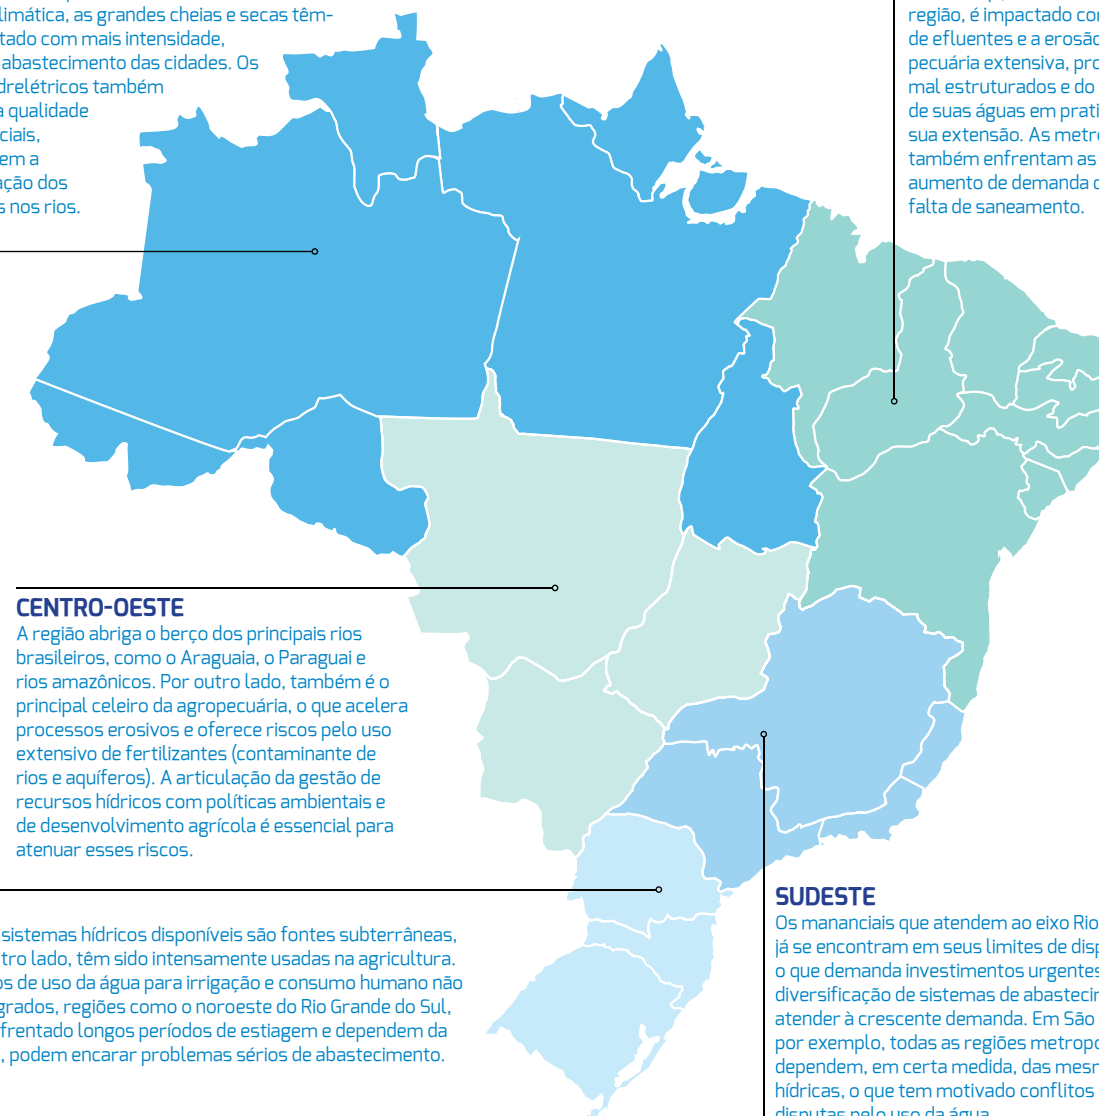 limática, as grandes cheias e secas têm-
tado com mais intensidade,
abastecimento das cidades. Os
drelétricos também
a qualidade
ciais,
em a
ação dos
s nos rios.
região, é impactado co
de efluentes e a erosão
pecuária extensiva, pro
mal estruturados e do
de suas águas em prati
sua extensão. As metro
também enfrentam as
aumento de demanda
falta de saneamento.
CENTRO-OESTE
A região abriga o berço dos principais rios
brasileiros, como o Araguaia, o Paraguai e
rios amazônicos. Por outro lado, também é o
principal celeiro da agropecuária, o que acelera
processos erosivos e oferece riscos pelo uso
extensivo de fertilizantes (contaminante de
rios e aquíferos). A articulação da gestão de
recursos hídricos com políticas ambientais e
de desenvolvimento agrícola é essencial para
atenuar esses riscos.
sistemas hídricos disponíveis são fontes subterrâneas,
tro lado, têm sido intensamente usadas na agricultura.
os de uso da água para irrigação e consumo humano não
grados, regiões como o noroeste do Rio Grande do Sul,
frentado longos períodos de estiagem e dependem da
, podem encarar problemas sérios de abastecimento.
SUDESTE
Os mananciais que atendem ao eixo Rio
já se encontram em seus limites de disp
o que demanda investimentos urgentes
diversificação de sistemas de abastecir
atender à crescente demanda. Em São
por exemplo, todas as regiões metropo
dependem, em certa medida, das mesn
hídricas, o que tem motivado conflitos
disputas pelo uso da água